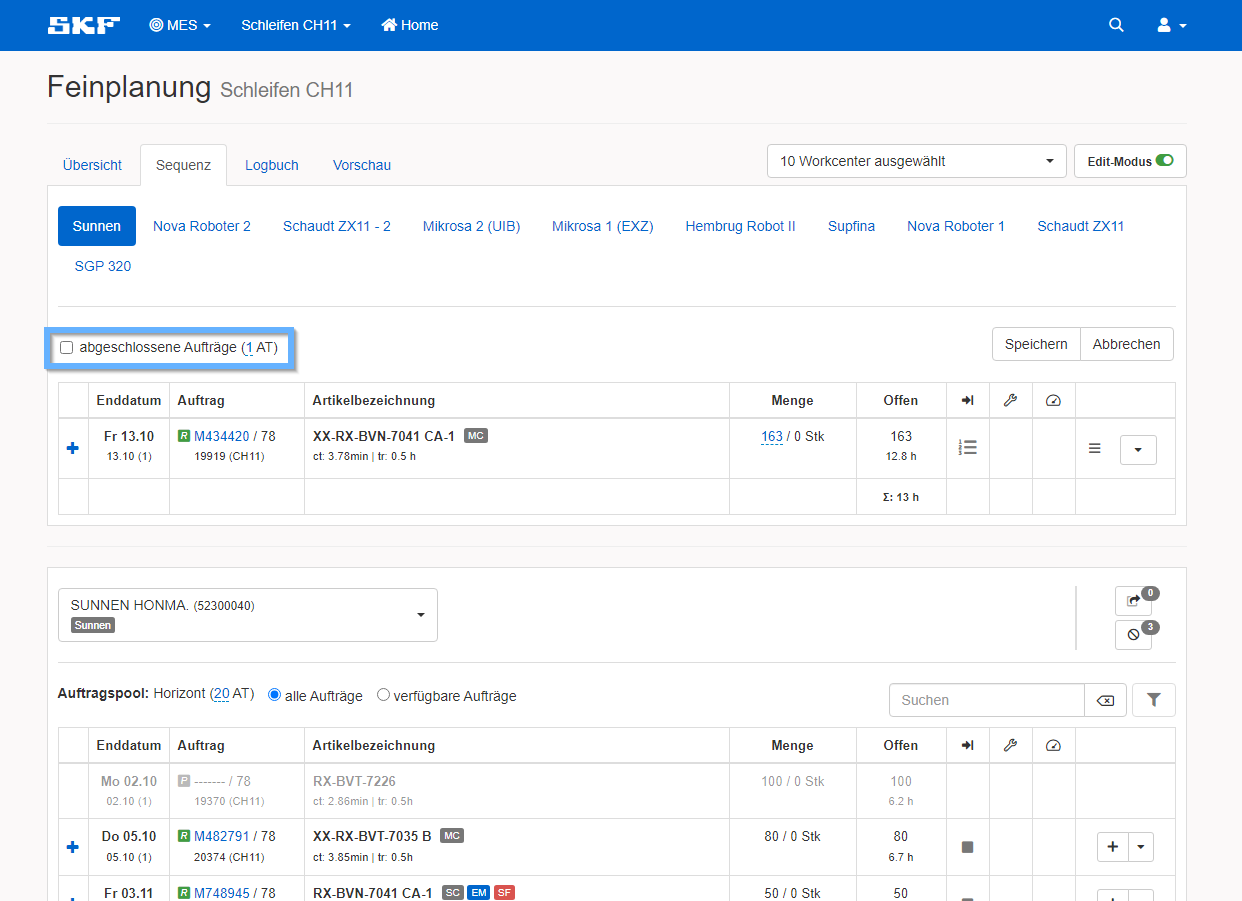 SKF MES Schleifen CH11 Home
Feinplanung Schleifen CH11
Übersicht Sequenz Logbuch Vorschau 10 Workcenter ausgewählt Edit-Modus
Sunnen Nova Roboter 2 Schaudt ZX11 - 2 Mikrosa 2 (UIB) Mikrosa 1 (EXZ) Hembrug Robot II Supfina Nova Roboter 1 Schaudt ZX11
SGP 320
abgeschlossene Aufträge (1 AT) Speichern Abbrechen
Enddatum Auftrag Artikelbezeichnung Menge Offen
Fr 13.10 R M434420 / 78 XX-RX-BVN-7041 CA-1 MC 163 / 0 Stk 163
13.10 (1) 19919 (CH11) ct: 3.78min | tr: 0.5 h 12.8 h
Σ: 13 h
SUNNEN HONMA. (52300040) 0
Sunnen 3
Auftragspool: Horizont (20 AT) alle Aufträge verfügbare Aufträge Suchen
Enddatum Auftrag Artikelbezeichnung Menge Offen
Mo 02.10 P ------- / 78 RX-BVT-7226 100 / 0 Stk 100
02.10 (1) 19370 (CH11) ct: 2.86min | tr: 0.5h 6.2 h
Do 05.10 R M482791 / 78 XX-RX-BVT-7035 B MC 80 / 0 Stk 80
05.10 (1) 20374 (CH11) ct: 3.85min | tr: 0.5h 6.7 h
Fr 03.11 R M748945 / 78 RX-BVN-7041 CA-1 SC EM SF 50 / 0 Stk 50